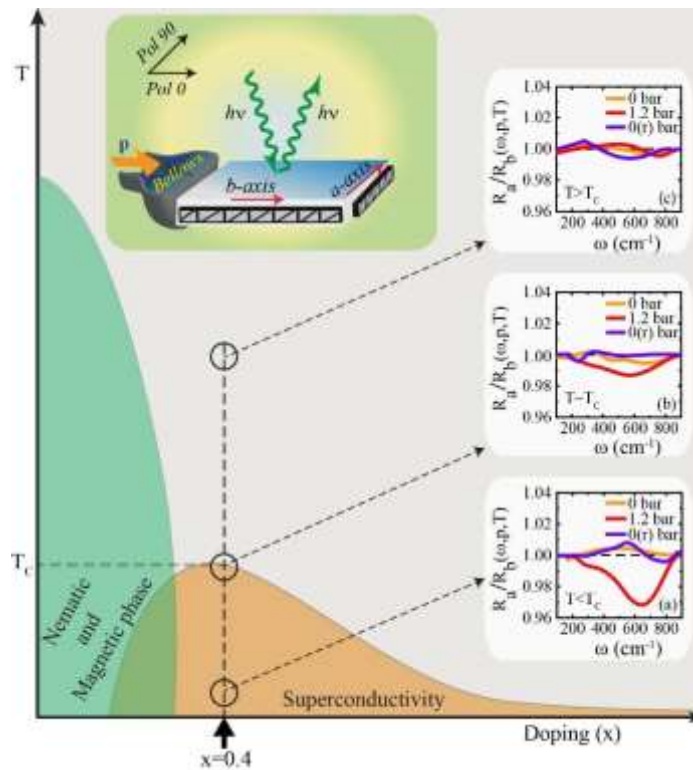 T
Pol 90
Pol 0
hν
hν
p
Bellows
b-axis
a-axis
1.04
1.02
1.00
0.98
0.96
R_a/R_b(ω,p,T)
0 bar
1.2 bar
0(r) bar
T>T_c
(c)
200 400 600 800
ω (cm⁻¹)
1.04
1.02
1.00
0.98
0.96
R_a/R_b(ω,p,T)
0 bar
1.2 bar
0(r) bar
T~T_c
(b)
200 400 600 800
ω (cm⁻¹)
1.04
1.02
1.00
0.98
0.96
R_a/R_b(ω,p,T)
0 bar
1.2 bar
0(r) bar
T<T_c
(a)
200 400 600 800
ω (cm⁻¹)
T_c
Nematic
and
Magnetic phase
Superconductivity
Doping (x)
x=0.4